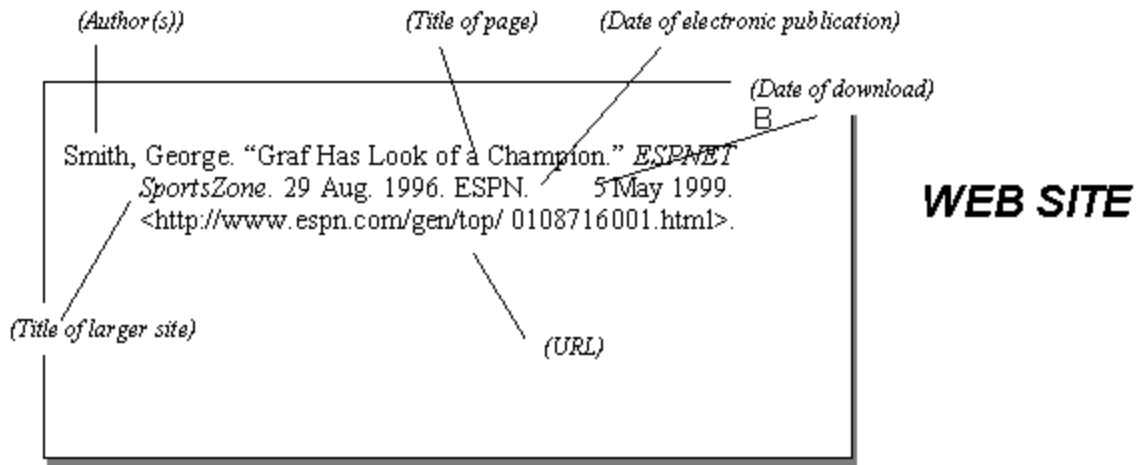 (Author(s)) (Title of page) (Date of electronic publication)
(Date of download)
B
Smith, George. “Graf Has Look of a Champion.” ESPNET
SportsZone. 29 Aug. 1996. ESPN. 5 May 1999.
<http://www.espn.com/gen/top/ 0108716001.html>.
WEB SITE
(Title of larger site)
(URL)